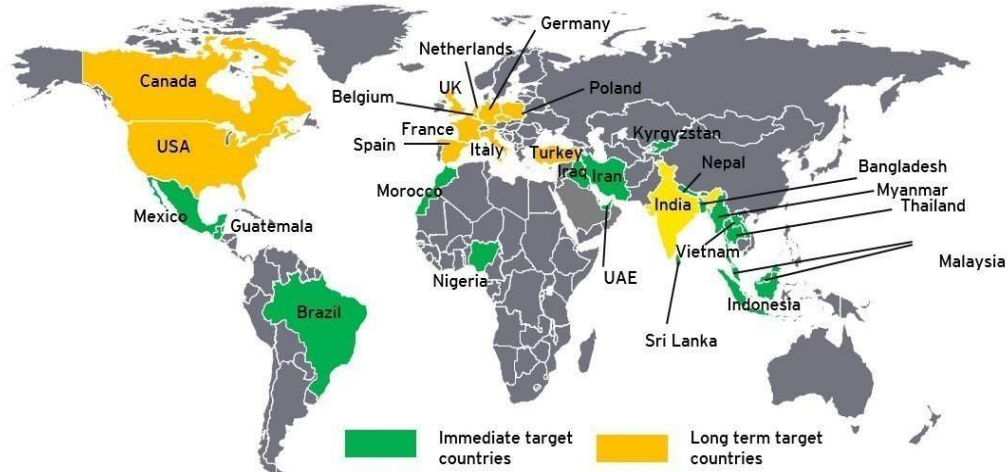 Germany
Netherlands
Canada
UK
Poland
Belgium
France
USA
Kyrgyzstan
Spain
Italy
Turkey
Nepal
Bangladesh
Iraq
Iran
Morocco
Myanmar
India
Thailand
Mexico
Guatemala
Vietnam
Malaysia
Nigeria
UAE
Brazil
Indonesia
Sri Lanka
Immediate target
countries
Long term target
countries